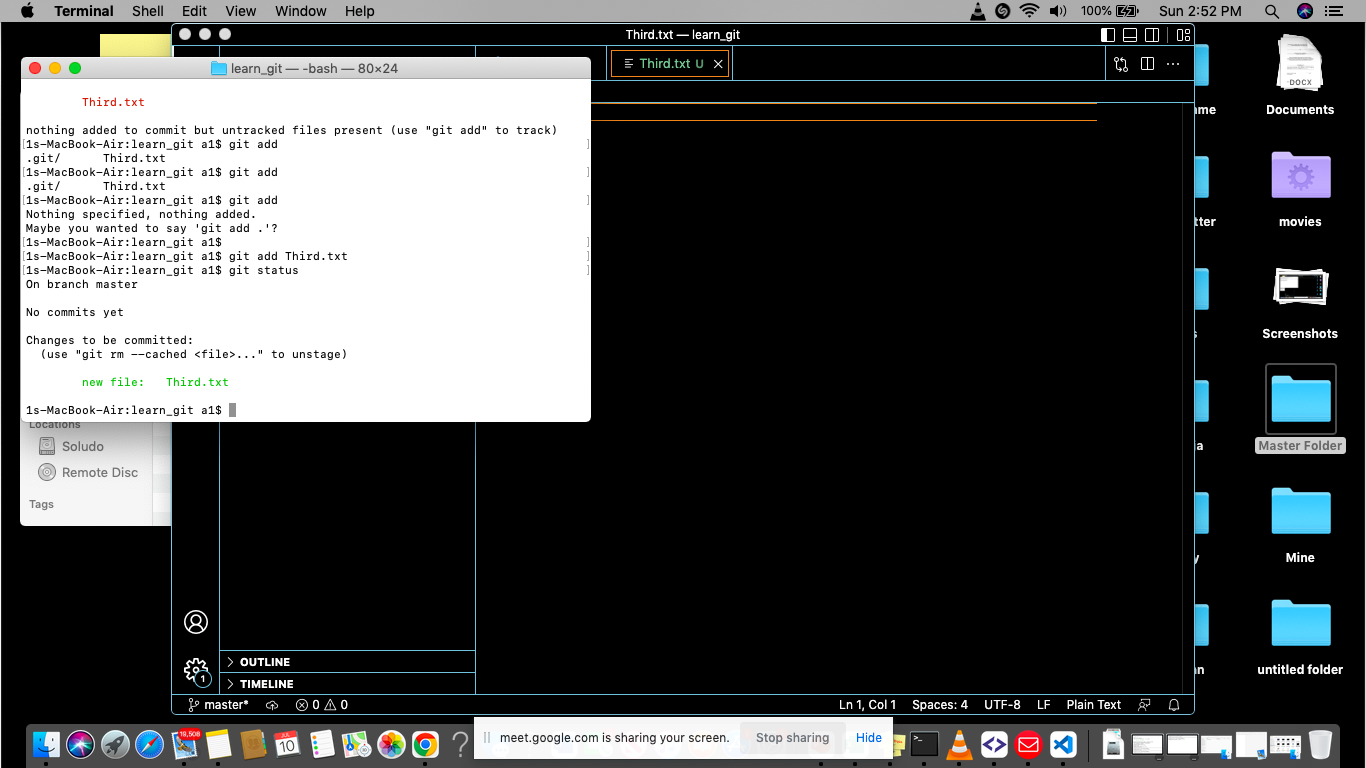 Terminal Shell Edit View Window Help 100% Sun 2:52 PM
Third.txt — learn_git
Third.txt U
learn_git — -bash — 80×24
Third.txt
nothing added to commit but untracked files present (use "git add" to track)
[1s-MacBook-Air:learn_git a1$ git add ]
.git/ Third.txt
[1s-MacBook-Air:learn_git a1$ git add ]
.git/ Third.txt
[1s-MacBook-Air:learn_git a1$ git add ]
Nothing specified, nothing added.
Maybe you wanted to say 'git add .'?
[1s-MacBook-Air:learn_git a1$ ]
[1s-MacBook-Air:learn_git a1$ git add Third.txt ]
[1s-MacBook-Air:learn_git a1$ git status ]
On branch master
No commits yet
Changes to be committed:
(use "git rm --cached <file>..." to unstage)
new file: Third.txt
1s-MacBook-Air:learn_git a1$
Locations
Soludo
Remote Disc
Tags
OUTLINE
TIMELINE
1
master* 0 0 Ln 1, Col 1 Spaces: 4 UTF-8 LF Plain Text
DOCX
Documents
movies
Screenshots
Master Folder
Mine
untitled folder
meet.google.com is sharing your screen. Stop sharing Hide
19,508
JUL
10